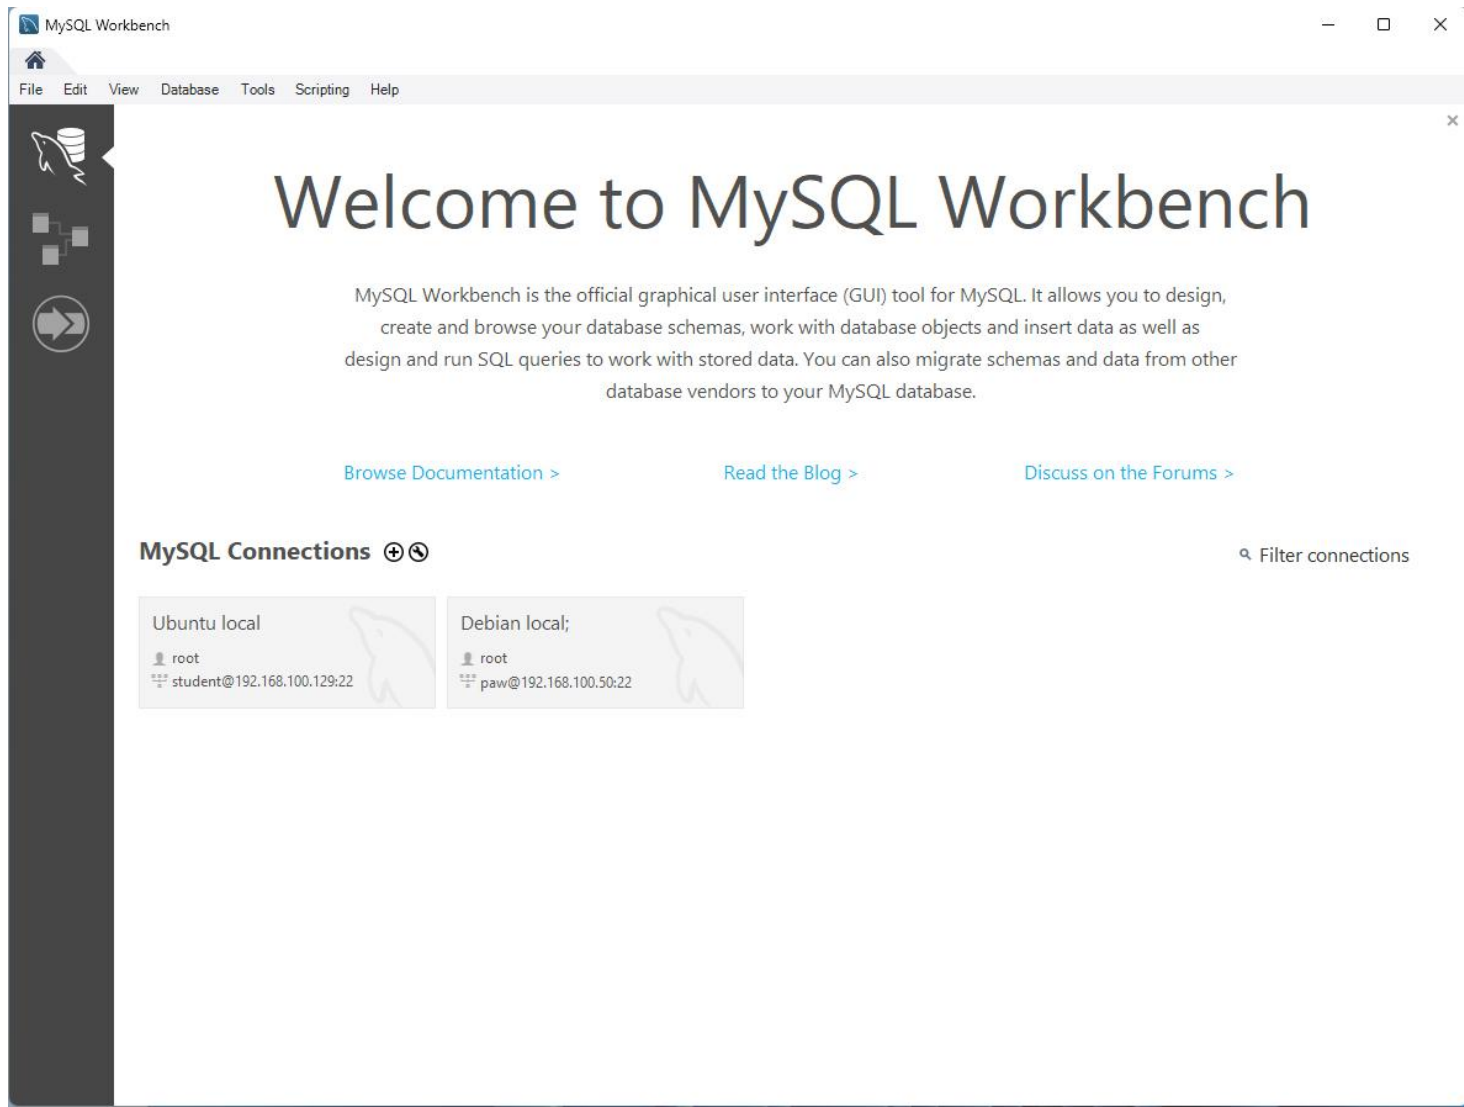 MySQL Workbench
File Edit View Database Tools Scripting Help
Welcome to MySQL Workbench
MySQL Workbench is the official graphical user interface (GUI) tool for MySQL. It allows you to design,
create and browse your database schemas, work with database objects and insert data as well as
design and run SQL queries to work with stored data. You can also migrate schemas and data from other
database vendors to your MySQL database.
Browse Documentation > Read the Blog > Discuss on the Forums >
MySQL Connections Filter connections
Ubuntu local
root
student@192.168.100.129:22
Debian local;
root
paw@192.168.100.50:22